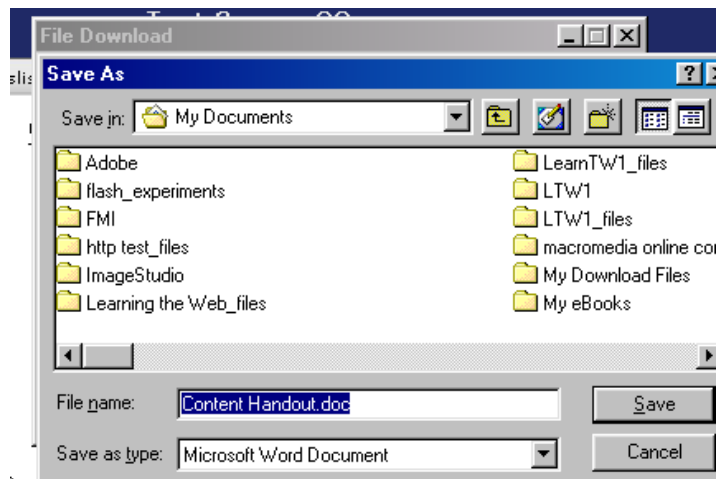 File Download
Save As
Save in: My Documents
Adobe
flash_experiments
FMI
http test_files
ImageStudio
Learning the Web_files
LearnTW1_files
LTW1
LTW1_files
macromedia online
My Download Files
My eBooks
File name: Content Handout.doc
Save
Save as type: Microsoft Word Document
Cancel